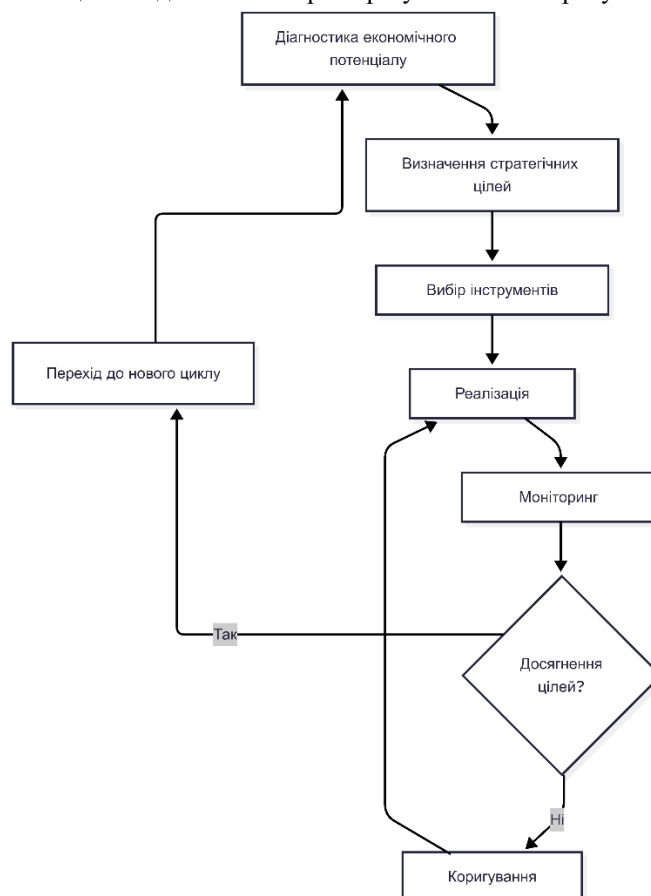 Діагностика економічного
потенціалу
Визначення стратегічних
цілей
Вибір інструментів
Перехід до нового циклу
Реалізація
Моніторинг
Так
Досягнення
цілей?
Ні
Коригування